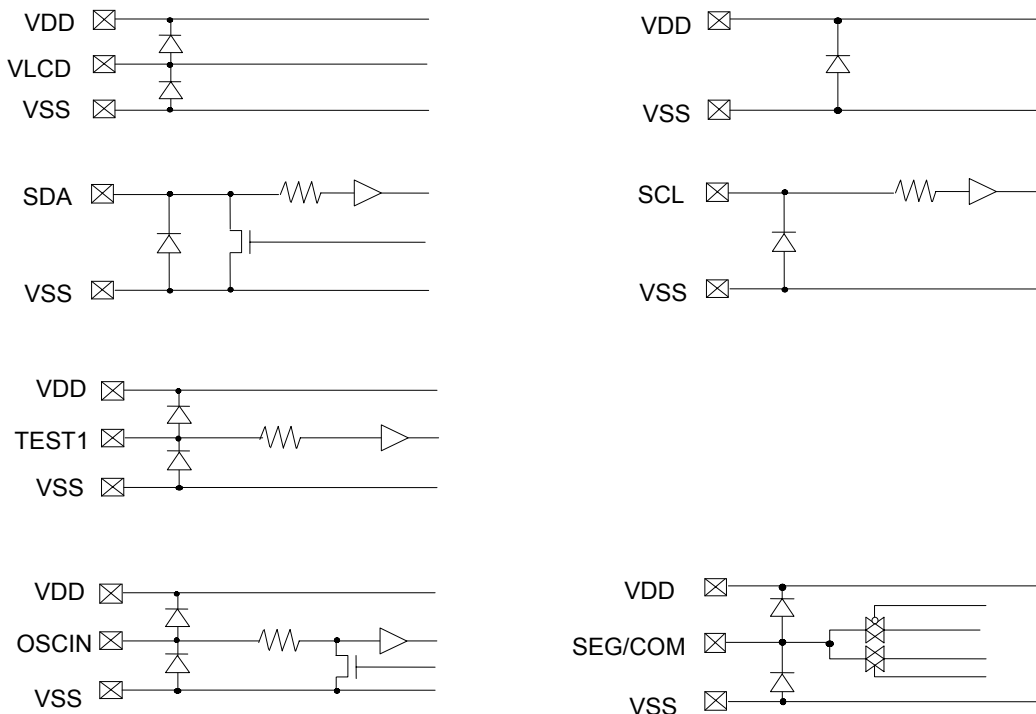 VDD
VLCD
VSS
VDD
VSS
SDA
VSS
SCL
VSS
VDD
TEST1
VSS
VDD
OSCIN
VSS
VDD
SEG/COM
VSS